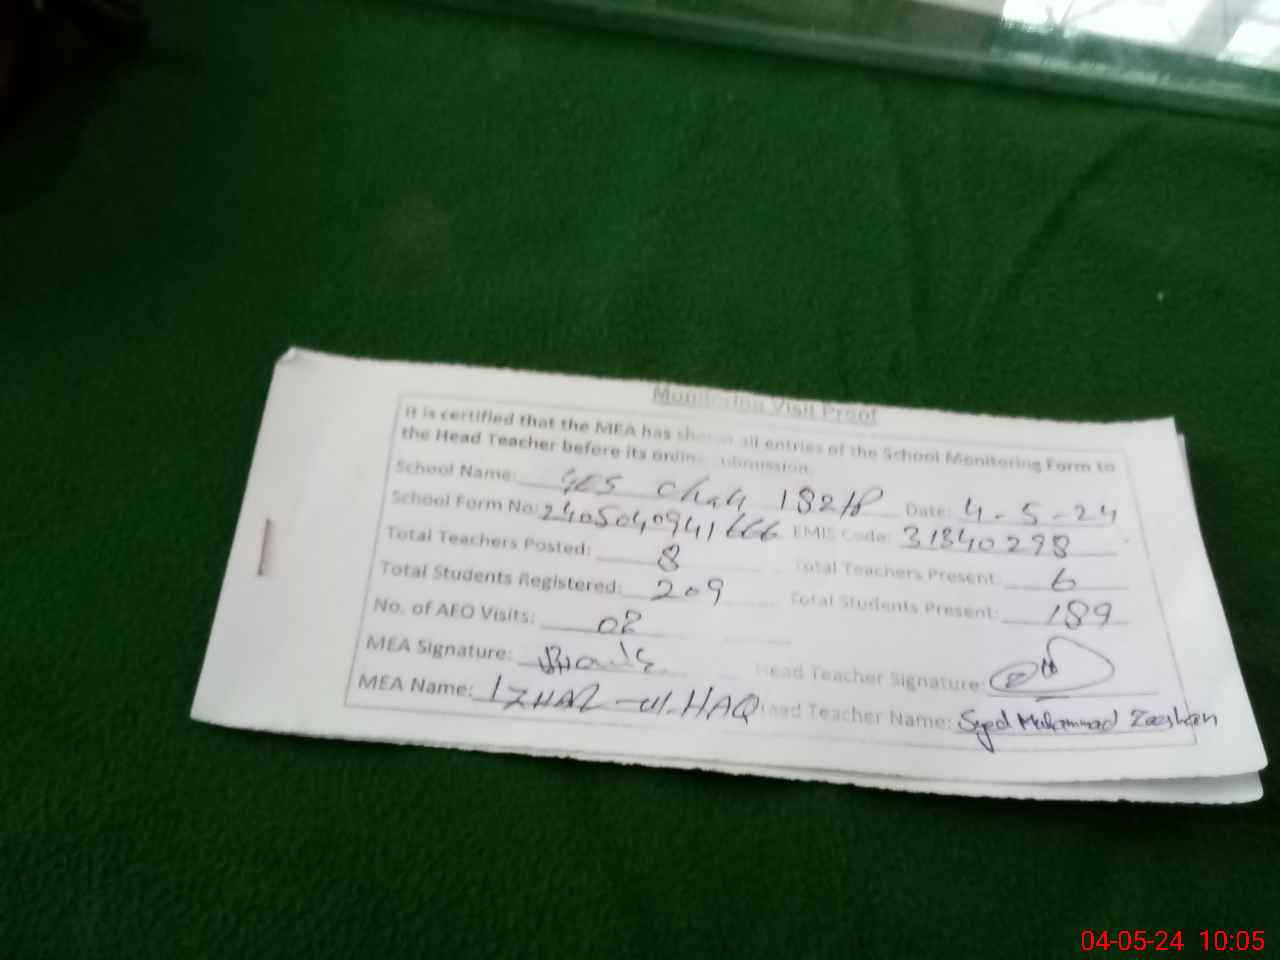 Monitoring Visit Proof
It is certified that the MEA has shown all entries of the School Monitoring Form to
the Head Teacher before its online submission.
School Name: GES Chak 182/P Date: 4-5-24
School Form No: 2405040941666 EMIS Code: 31340298
Total Teachers Posted: 8 Total Teachers Present: 6
Total Students Registered: 209 Total Students Present: 189
No. of AEO Visits: 02
MEA Signature: Head Teacher Signature:
MEA Name: IZHAR-ul-HAQ Head Teacher Name: Syed Muhammad Zeeshan
04-05-24 10:05